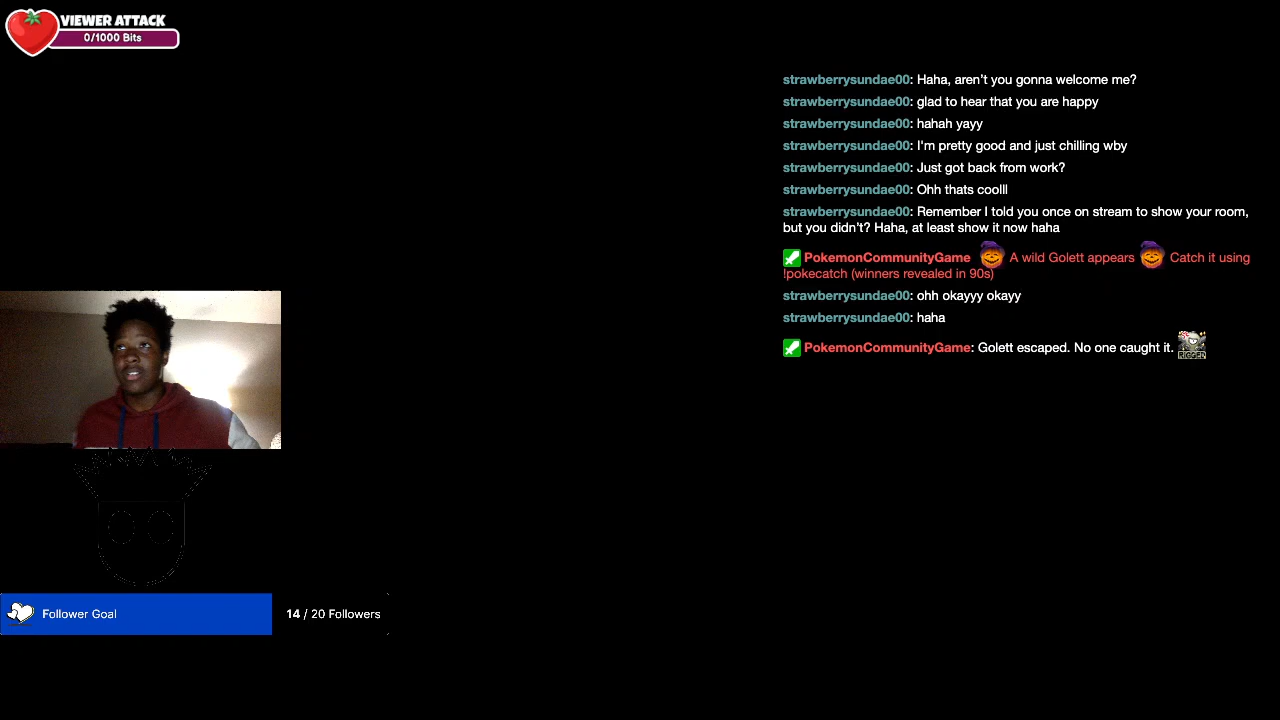 VIEWER ATTACK
0/1000 Bits
strawberrysundae00: Haha, aren't you gonna welcome me?
strawberrysundae00: glad to hear that you are happy
strawberrysundae00: hahah yayy
strawberrysundae00: I'm pretty good and just chilling wby
strawberrysundae00: Just got back from work?
strawberrysundae00: Ohh thats coolll
strawberrysundae00: Remember I told you once on stream to show your room,
but you didn't? Haha, at least show it now haha
PokemonCommunityGame A wild Golett appears Catch it using
!pokecatch (winners revealed in 90s)
strawberrysundae00: ohh okayyy okayy
strawberrysundae00: haha
PokemonCommunityGame: Golett escaped. No one caught it.
Follower Goal
14 / 20 Followers